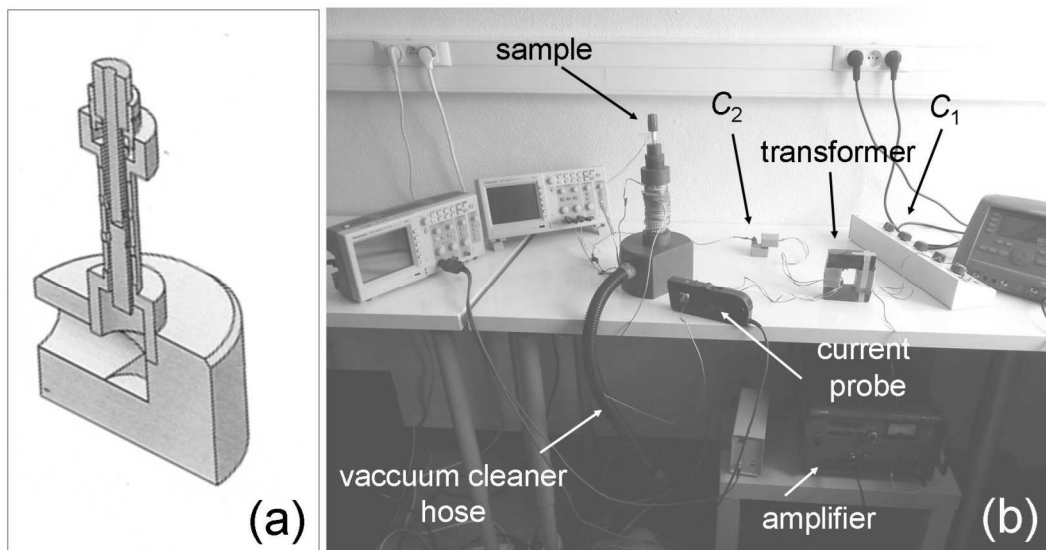 sample
C2
C1
transformer
current
probe
vaccuum cleaner
hose
amplifier
(a)
(b)